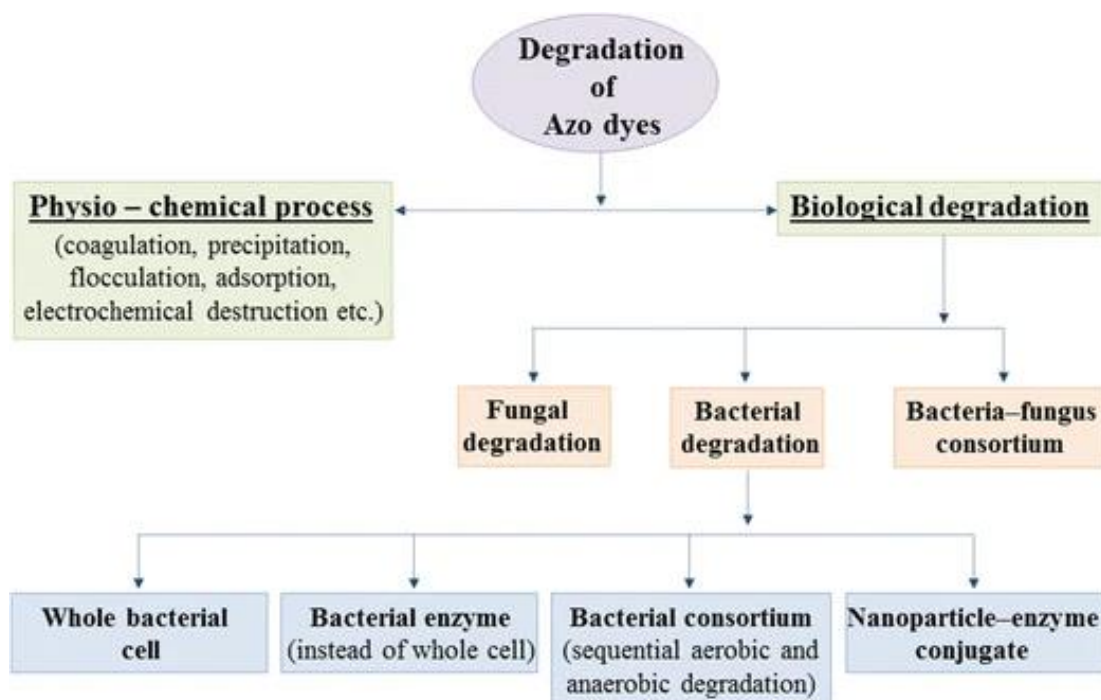 Degradation
of
Azo dyes
Physio – chemical process
(coagulation, precipitation,
flocculation, adsorption,
electrochemical destruction etc.)
Biological degradation
Fungal
degradation
Bacterial
degradation
Bacteria–fungus
consortium
Whole bacterial
cell
Bacterial enzyme
(instead of whole cell)
Bacterial consortium
(sequential aerobic and
anaerobic degradation)
Nanoparticle–enzyme
conjugate